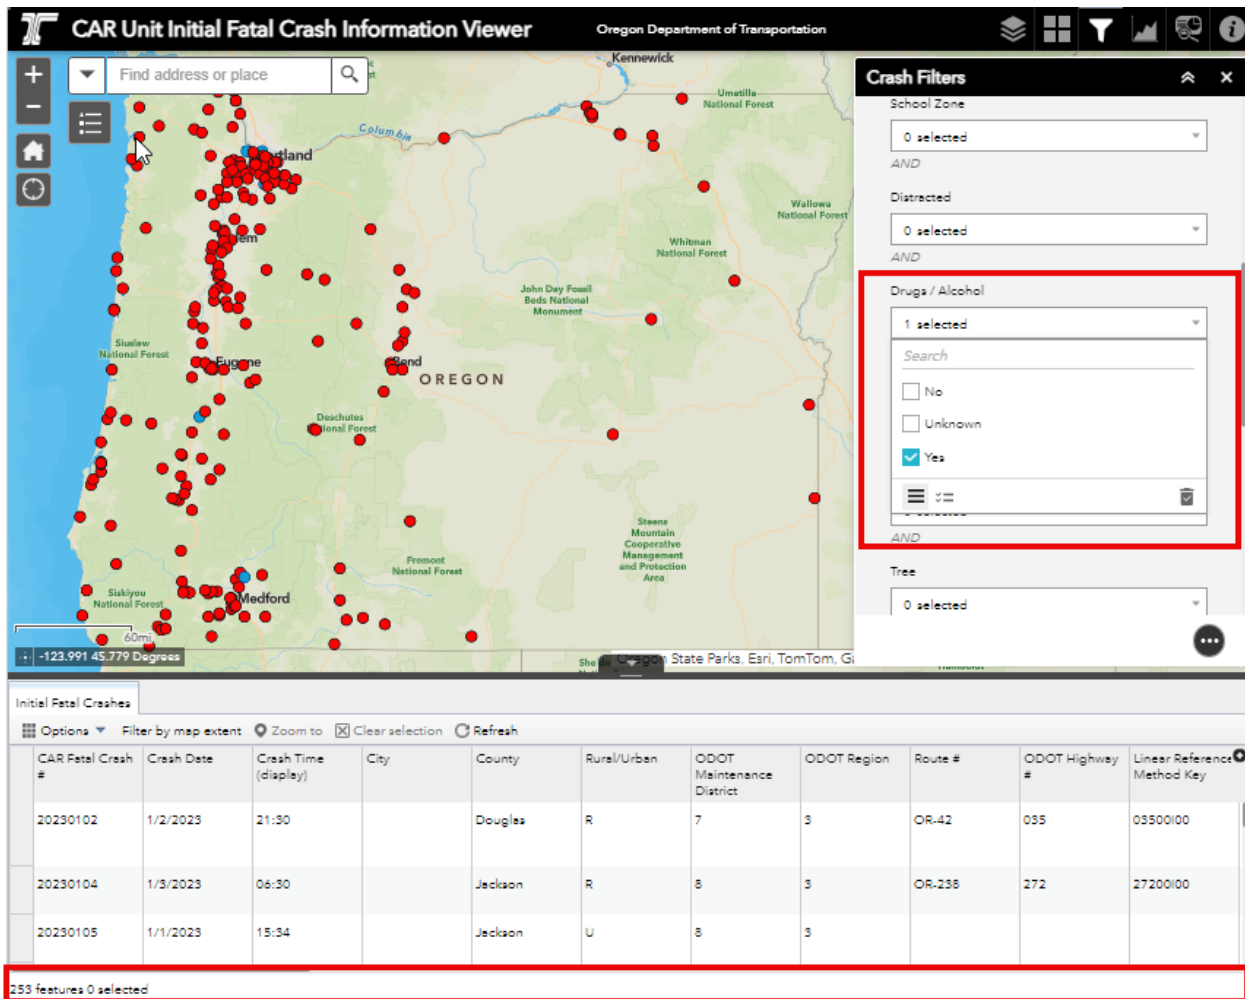 CAR Unit Initial Fatal Crash Information Viewer
Oregon Department of Transportation
Find address or place
Kennewick
Umatilla
National Forest
Columbia
Wallowa
National Forest
Whitman
National Forest
John Day Fossil
Beds National
Monument
Siuslaw
National Forest
Eugene
Bend
OREGON
Deschutes
Steens
Mountain
Cooperative
Management
and Protection
Area
Fremont
National Forest
Siskiyou
National Forest
Medford
60mi
-123.991 45.779 Degrees
Oregon State Parks, Esri, TomTom, G
Crash Filters
School Zone
0 selected
AND
Distracted
0 selected
AND
Drugs / Alcohol
1 selected
Search
No
Unknown
Yes
AND
Tree
0 selected
Initial Fatal Crashes
Options Filter by map extent Zoom to Clear selection Refresh
CAR Fatal Crash # Crash Date Crash Time (display) City County Rural/Urban ODOT Maintenance District ODOT Region Route # ODOT Highway # Linear Reference Method Key
20230102 1/2/2023 21:30 Douglas R 7 3 OR-42 035 03500I00
20230104 1/3/2023 06:30 Jackson R 8 3 OR-238 272 27200I00
20230105 1/1/2023 15:34 Jackson U 8 3
253 features 0 selected